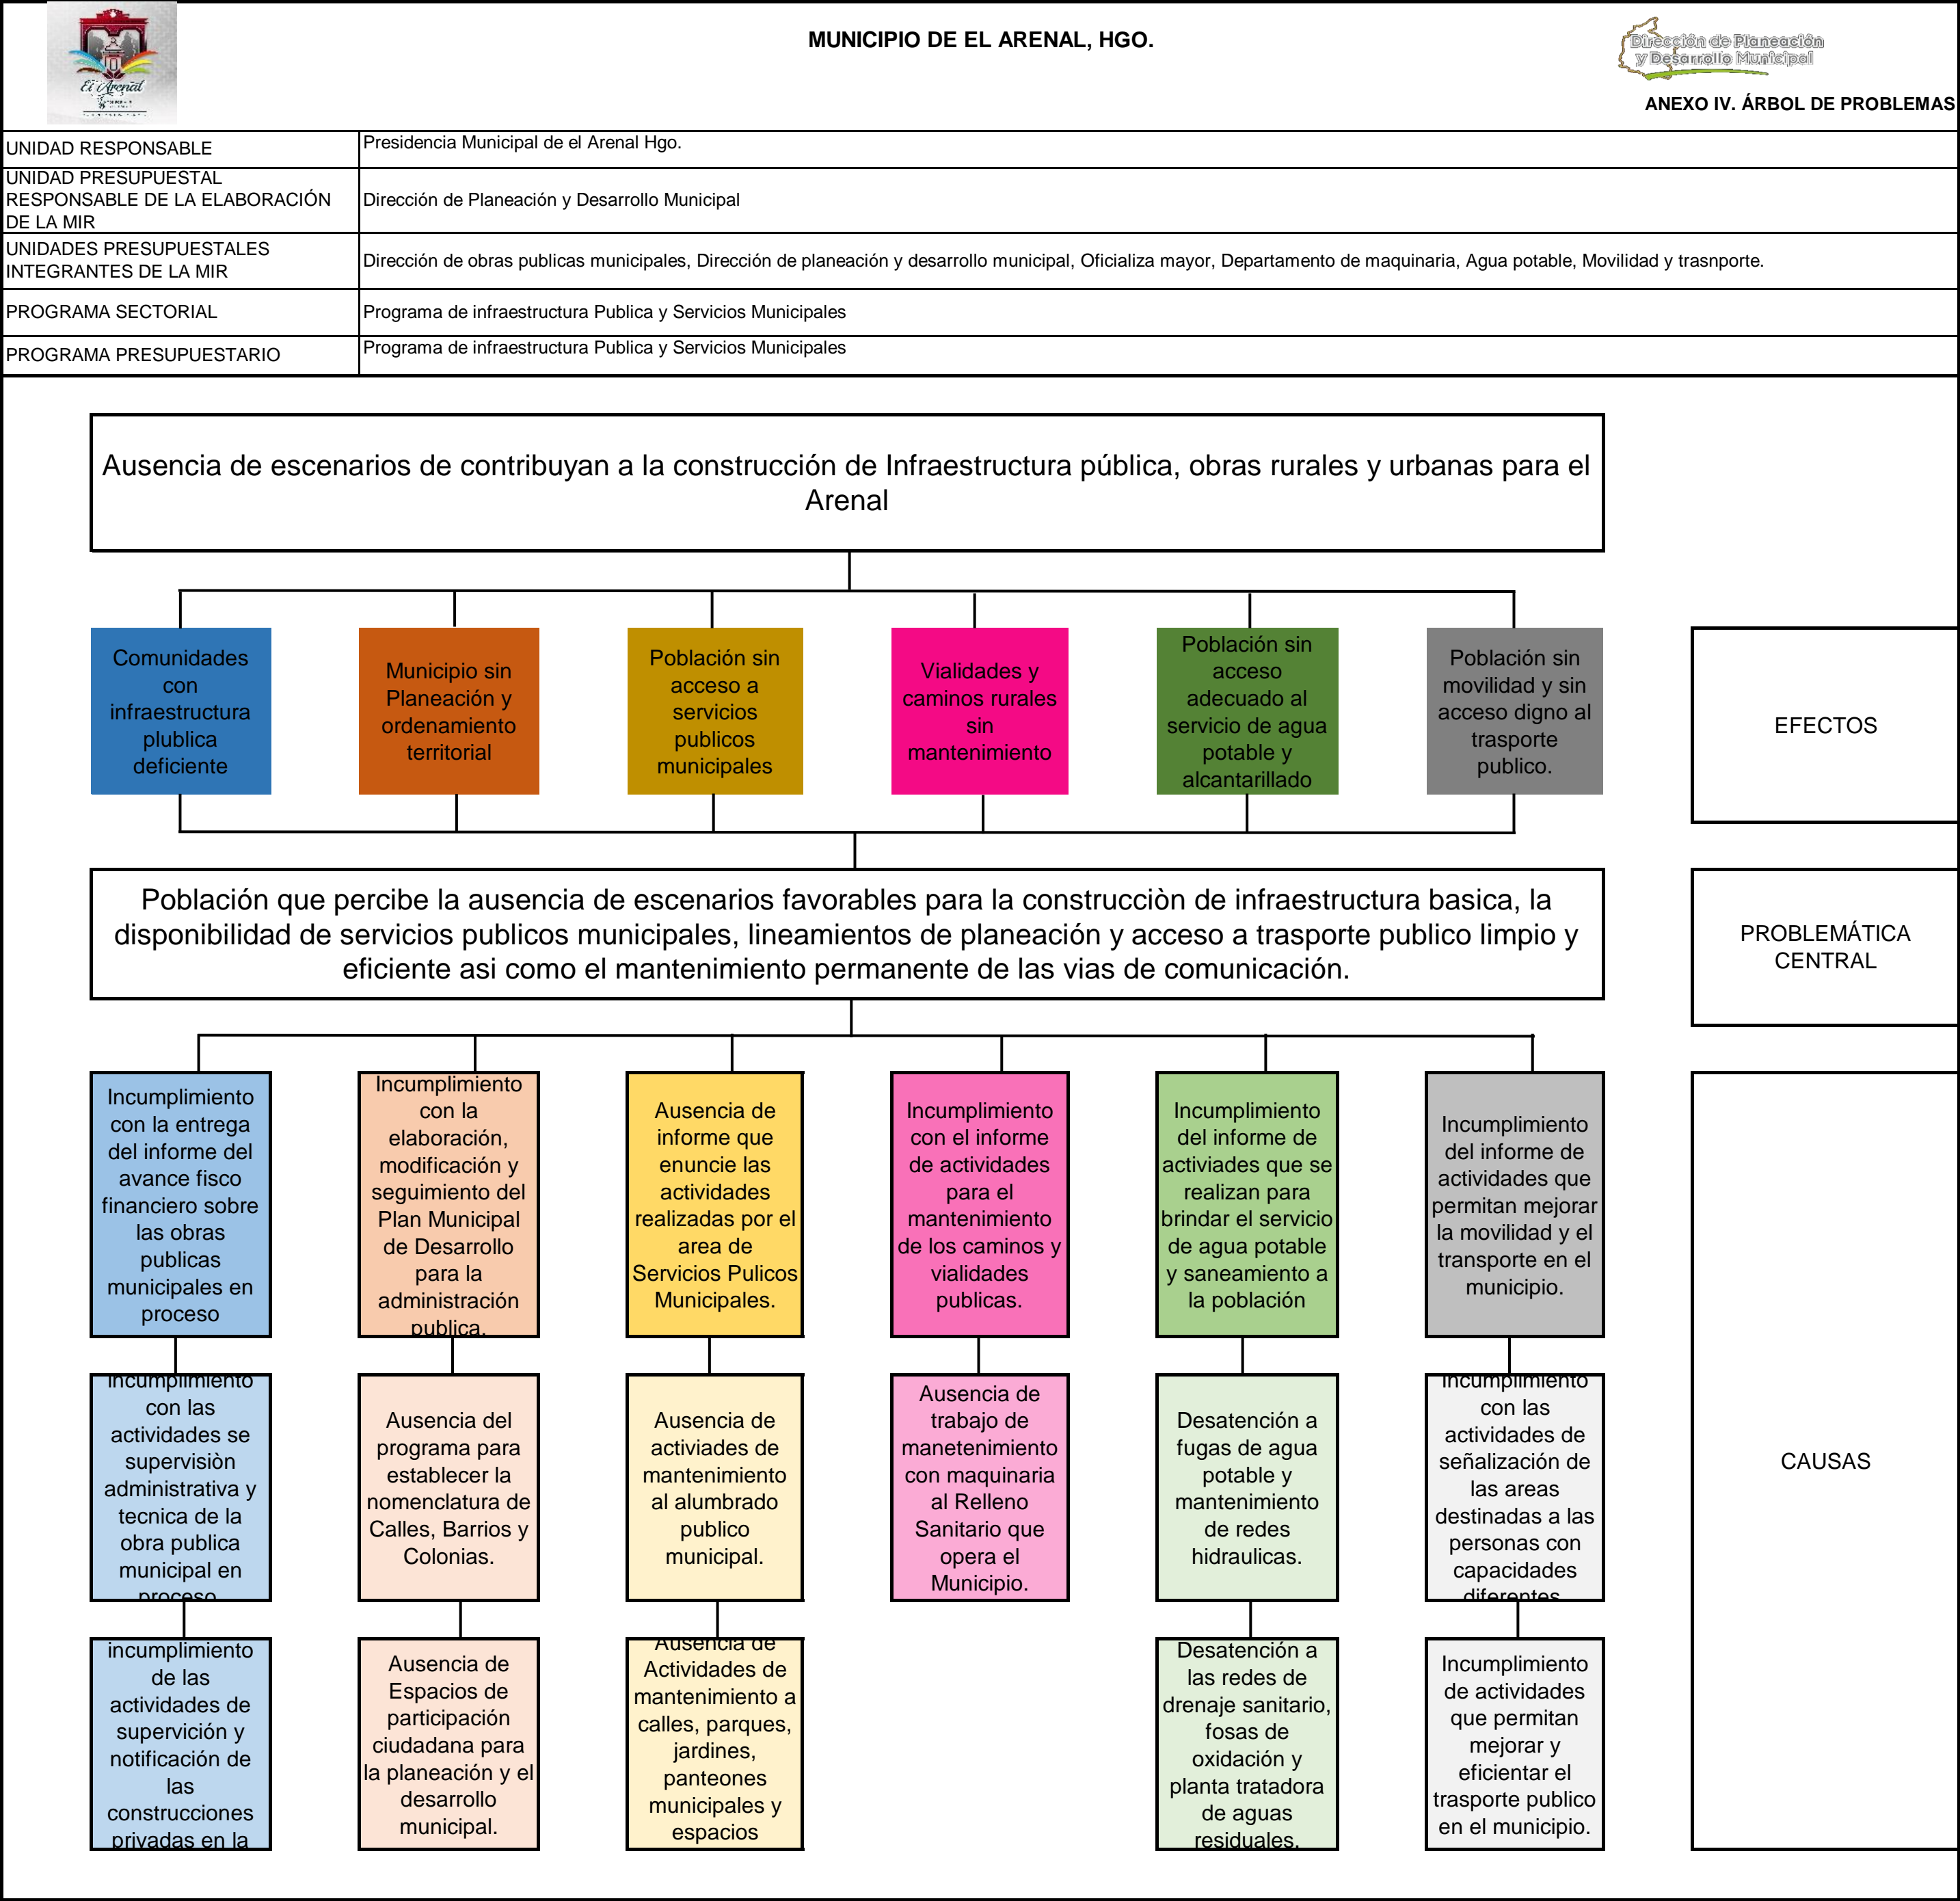 MUNICIPIO DE EL ARENAL, HGO.
El Arenal
Dirección de Planeación
y Desarrollo Municipal
ANEXO IV. ÁRBOL DE PROBLEMAS
UNIDAD RESPONSABLE
Presidencia Municipal de el Arenal Hgo.
UNIDAD PRESUPUESTAL
RESPONSABLE DE LA ELABORACIÓN
DE LA MIR
Dirección de Planeación y Desarrollo Municipal
UNIDADES PRESUPUESTALES
INTEGRANTES DE LA MIR
Dirección de obras publicas municipales, Dirección de planeación y desarrollo municipal, Oficializa mayor, Departamento de maquinaria, Agua potable, Movilidad y trasnporte.
PROGRAMA SECTORIAL
Programa de infraestructura Publica y Servicios Municipales
PROGRAMA PRESUPUESTARIO
Programa de infraestructura Publica y Servicios Municipales
Ausencia de escenarios de contribuyan a la construcción de Infraestructura pública, obras rurales y urbanas para el
Arenal
Comunidades
con
infraestructura
plublica
deficiente
Municipio sin
Planeación y
ordenamiento
territorial
Población sin
acceso a
servicios
publicos
municipales
Vialidades y
caminos rurales
sin
mantenimiento
Población sin
acceso
adecuado al
servicio de agua
potable y
alcantarillado
Población sin
movilidad y sin
acceso digno al
trasporte
publico.
EFECTOS
Población que percibe la ausencia de escenarios favorables para la construcciòn de infraestructura basica, la
disponibilidad de servicios publicos municipales, lineamientos de planeación y acceso a trasporte publico limpio y
eficiente asi como el mantenimiento permanente de las vias de comunicación.
PROBLEMÁTICA
CENTRAL
Incumplimiento
con la entrega
del informe del
avance fisco
financiero sobre
las obras
publicas
municipales en
proceso
Incumplimiento
con la
elaboración,
modificación y
seguimiento del
Plan Municipal
de Desarrollo
para la
administración
publica.
Ausencia de
informe que
enuncie las
actividades
realizadas por el
area de
Servicios Pulicos
Municipales.
Incumplimiento
con el informe
de actividades
para el
mantenimiento
de los caminos y
vialidades
publicas.
Incumplimiento
del informe de
activiades que se
realizan para
brindar el servicio
de agua potable
y saneamiento a
la población
Incumplimiento
del informe de
actividades que
permitan mejorar
la movilidad y el
transporte en el
municipio.
CAUSAS
incumplimiento
con las
actividades se
supervisiòn
administrativa y
tecnica de la
obra publica
municipal en
proceso
Ausencia del
programa para
establecer la
nomenclatura de
Calles, Barrios y
Colonias.
Ausencia de
activiades de
mantenimiento
al alumbrado
publico
municipal.
Ausencia de
trabajo de
manetenimiento
con maquinaria
al Relleno
Sanitario que
opera el
Municipio.
Desatención a
fugas de agua
potable y
mantenimiento
de redes
hidraulicas.
Incumplimiento
con las
actividades de
señalización de
las areas
destinadas a las
personas con
capacidades
diferentes
incumplimiento
de las
actividades de
supervición y
notificación de
las
construcciones
privadas en la
Ausencia de
Espacios de
participación
ciudadana para
la planeación y el
desarrollo
municipal.
Ausencia de
Actividades de
mantenimiento a
calles, parques,
jardines,
panteones
municipales y
espacios
Desatención a
las redes de
drenaje sanitario,
fosas de
oxidación y
planta tratadora
de aguas
residuales.
Incumplimiento
de actividades
que permitan
mejorar y
eficientar el
trasporte publico
en el municipio.